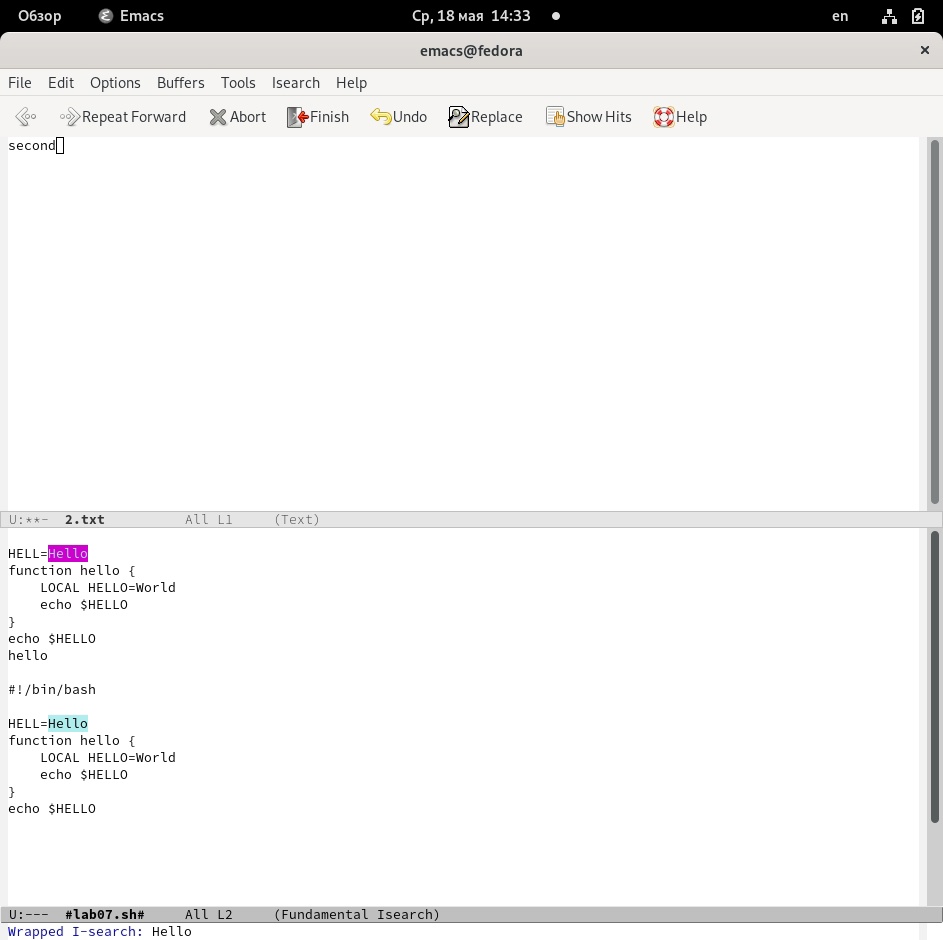 Обзор Emacs Ср, 18 мая 14:33 en
emacs@fedora ×
File Edit Options Buffers Tools Isearch Help
Repeat Forward Abort Finish Undo Replace Show Hits Help
second
U:**- 2.txt All L1 (Text)
HELL=Hello
function hello {
    LOCAL HELLO=World
    echo $HELLO
}
echo $HELLO
hello
#!/bin/bash
HELL=Hello
function hello {
    LOCAL HELLO=World
    echo $HELLO
}
echo $HELLO
U:--- #lab07.sh# All L2 (Fundamental Isearch)
Wrapped I-search: Hello